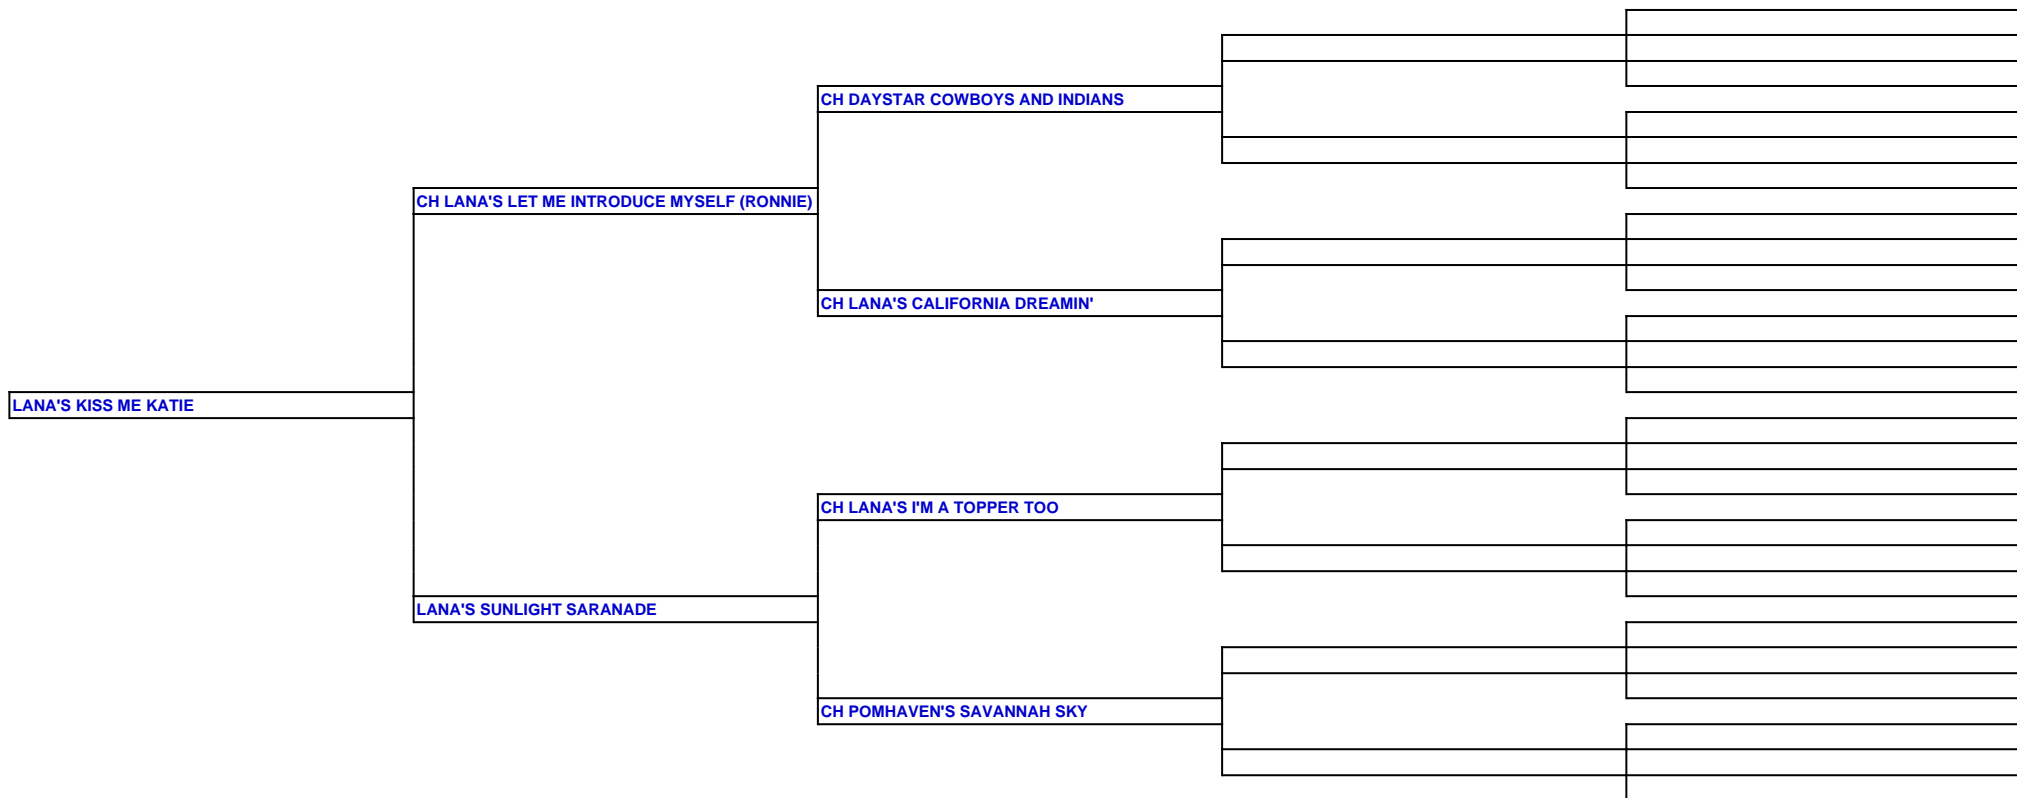 CH DAYSTAR COWBOYS AND INDIANS
CH LANA'S LET ME INTRODUCE MYSELF (RONNIE)
CH LANA'S CALIFORNIA DREAMIN'
LANA'S KISS ME KATIE
CH LANA'S I'M A TOPPER TOO
LANA'S SUNLIGHT SARANADE
CH POMHAVEN'S SAVANNAH SKY